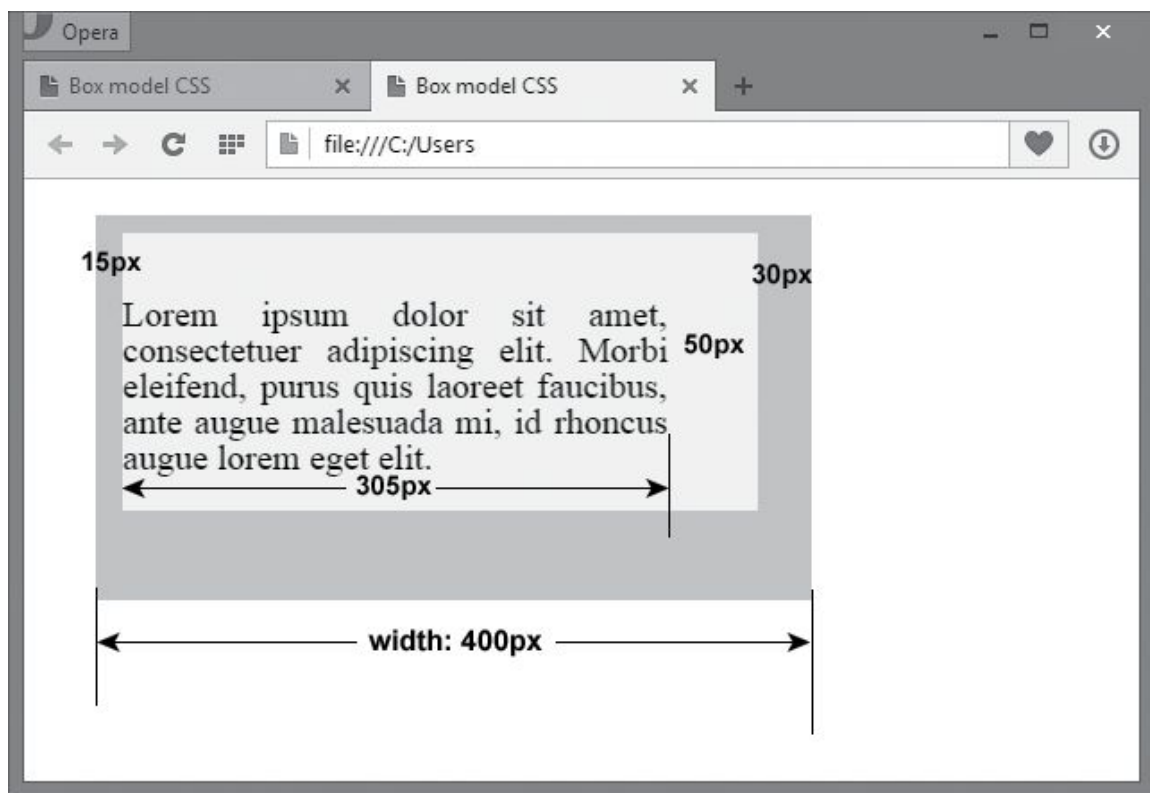 Opera
Box model CSS
Box model CSS
file:///C:/Users
15px
30px
Lorem ipsum dolor sit amet,
consectetuer adipiscing elit. Morbi
50px
eleifend, purus quis laoreet faucibus,
ante augue malesuada mi, id rhoncus
augue lorem eget elit.
305px
width: 400px